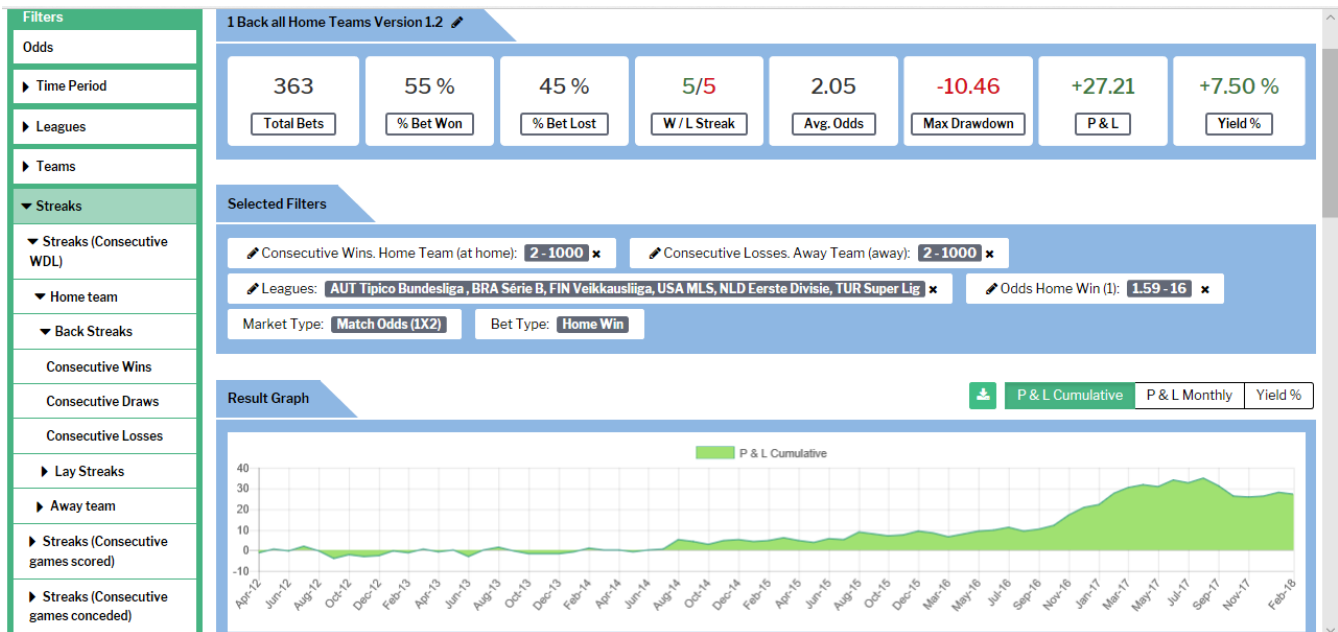 Filters
Odds
Time Period
Leagues
Teams
Streaks
Streaks (Consecutive
WDL)
Home team
Back Streaks
Consecutive Wins
Consecutive Draws
Consecutive Losses
Lay Streaks
Away team
Streaks (Consecutive
games scored)
Streaks (Consecutive
games conceded)
1 Back all Home Teams Version 1.2
363 55 % 45 % 5/5 2.05 -10.46 +27.21 +7.50 %
Total Bets % Bet Won % Bet Lost W / L Streak Avg. Odds Max Drawdown P & L Yield %
Selected Filters
Consecutive Wins. Home Team (at home): 2 - 1000 × Consecutive Losses. Away Team (away): 2 - 1000 ×
Leagues: AUT Tipico Bundesliga , BRA Série B, FIN Veikkausliiga, USA MLS, NLD Eerste Divisie, TUR Super Lig × Odds Home Win (1): 1.59 - 16 ×
Market Type: Match Odds (1X2) Bet Type: Home Win
Result Graph P & L Cumulative P & L Monthly Yield %
P & L Cumulative
40
30
20
10
0
-10
Apr-12 Jun-12 Aug-12 Oct-12 Dec-12 Feb-13 Apr-13 Jun-13 Aug-13 Oct-13 Dec-13 Feb-14 Apr-14 Jun-14 Aug-14 Oct-14 Dec-14 Feb-15 Apr-15 Jun-15 Aug-15 Oct-15 Dec-15 Mar-16 May-16 Jul-16 Sep-16 Nov-16 Jan-17 Mar-17 May-17 Jul-17 Sep-17 Nov-17 Feb-18